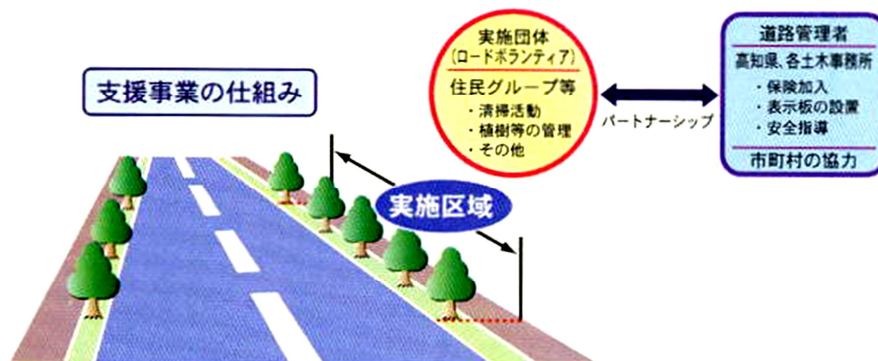 支援事業の仕組み
実施団体
(ロードボランティア)
住民グループ等
・清掃活動
・植樹等の管理
・その他
パートナーシップ
道路管理者
高知県、各土木事務所
・保険加入
・表示板の設置
・安全指導
市町村の協力
実施区域